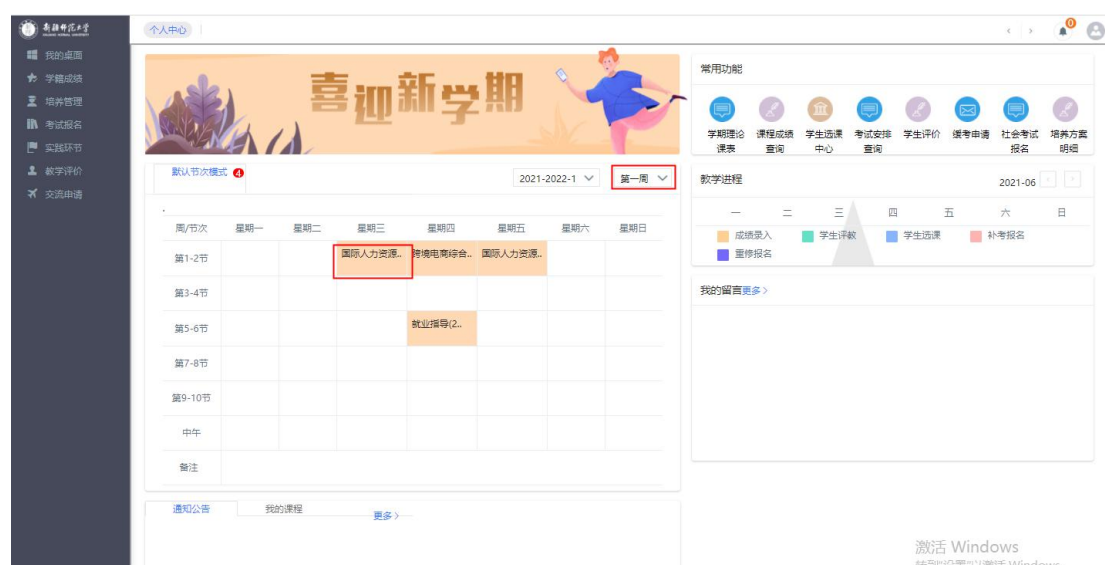 新疆师范大学
个人中心
0
我的桌面
学籍成绩
培养管理
考试报名
实践环节
教学评价
交流申请
喜迎新学期
默认节次模式 4
2021-2022-1
第一周
周/节次 星期一 星期二 星期三 星期四 星期五 星期六 星期日
第1-2节 国际人力资源.. 跨境电商综合.. 国际人力资源..
第3-4节
第5-6节 就业指导(2..
第7-8节
第9-10节
中午
备注
通知公告 我的课程 更多>
常用功能
学期理论课表
课程成绩查询
学生选课中心
考试安排查询
学生评价
缓考申请
社会考试报名
培养方案明细
教学进程 2021-06
一 二 三 四 五 六 日
成绩录入 学生评教 学生选课 补考报名
重修报名
我的留言更多>
激活 Windows